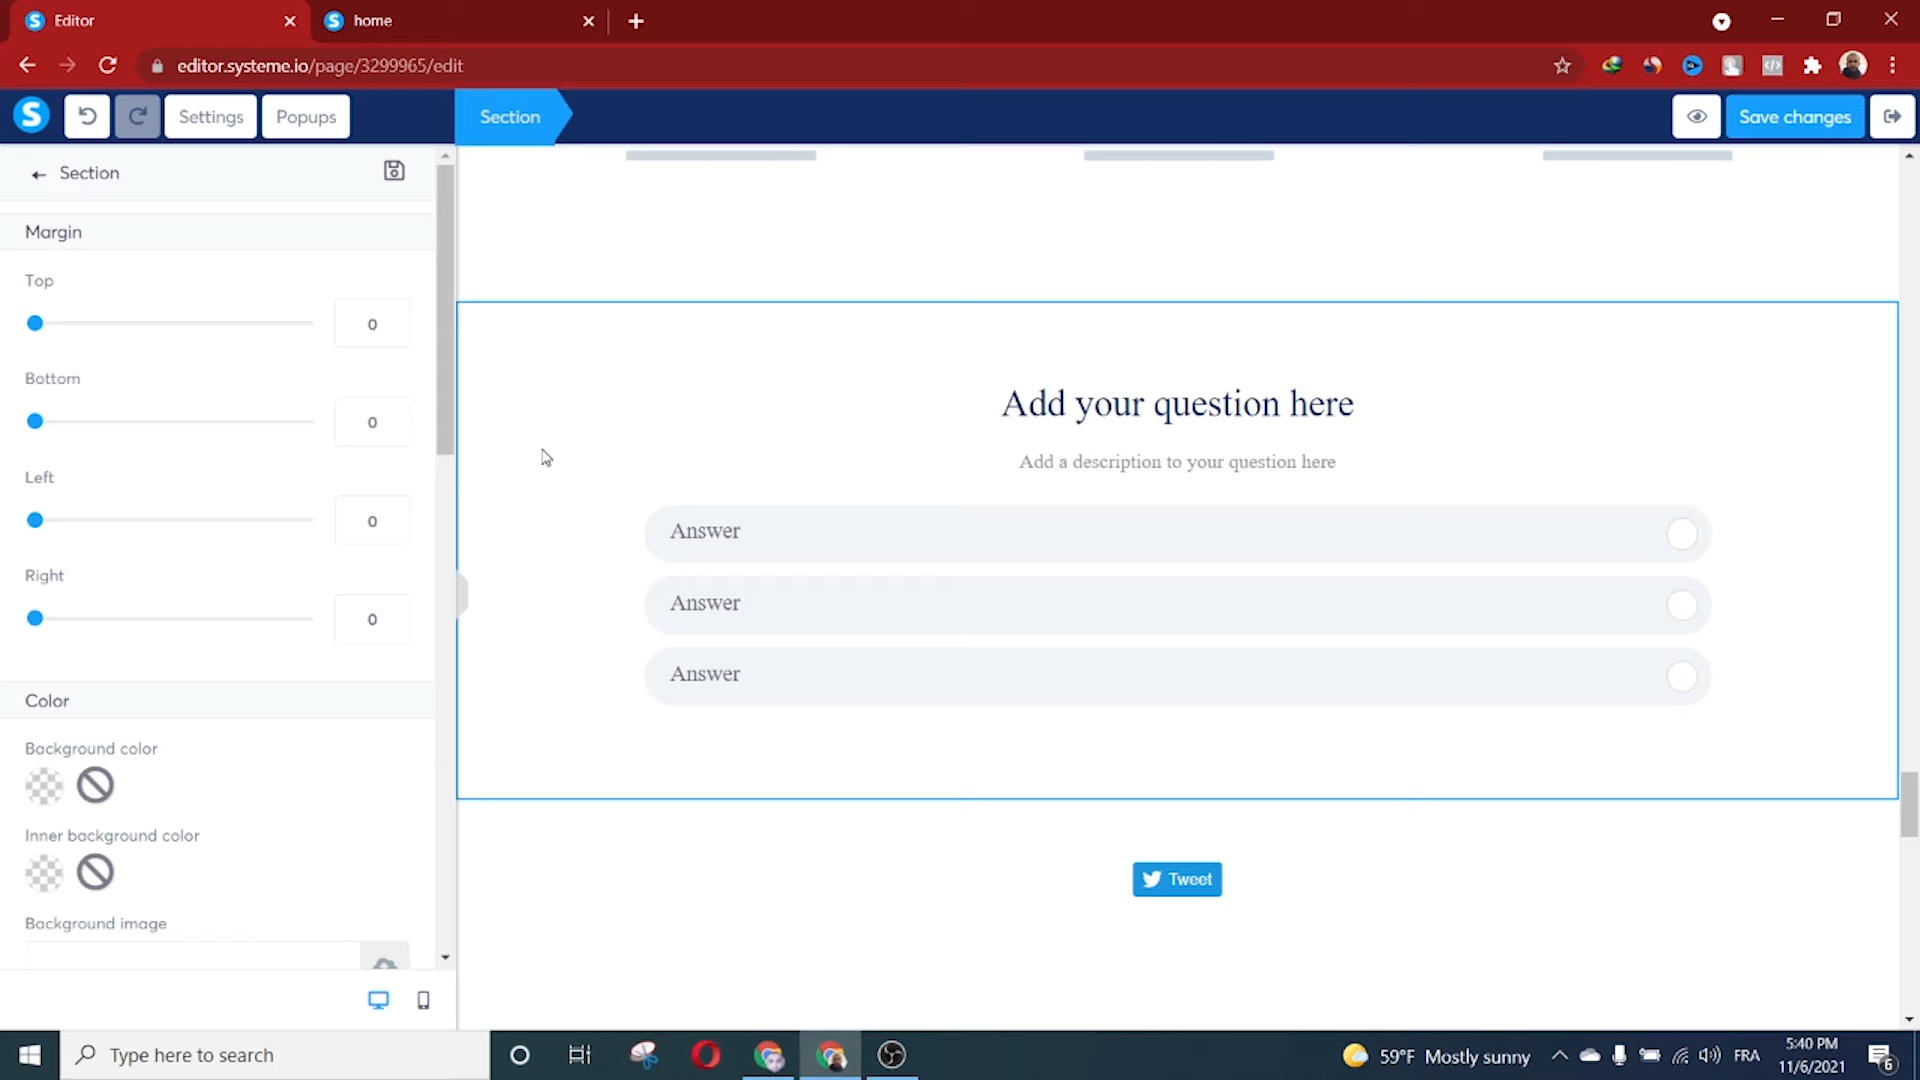 Editor
home
editor.systeme.io/page/3299965/edit
S
Settings
Popups
Section
Save changes
Section
Margin
Top
0
Bottom
0
Left
0
Right
0
Color
Background color
Inner background color
Background image
Add your question here
Add a description to your question here
Answer
Answer
Answer
Tweet
Type here to search
59°F Mostly sunny
FRA
5:40 PM
11/6/2021
6